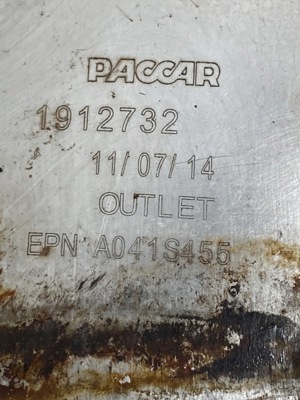 PACCAR
1912732
11/07/14
OUTLET
EPN A041S455